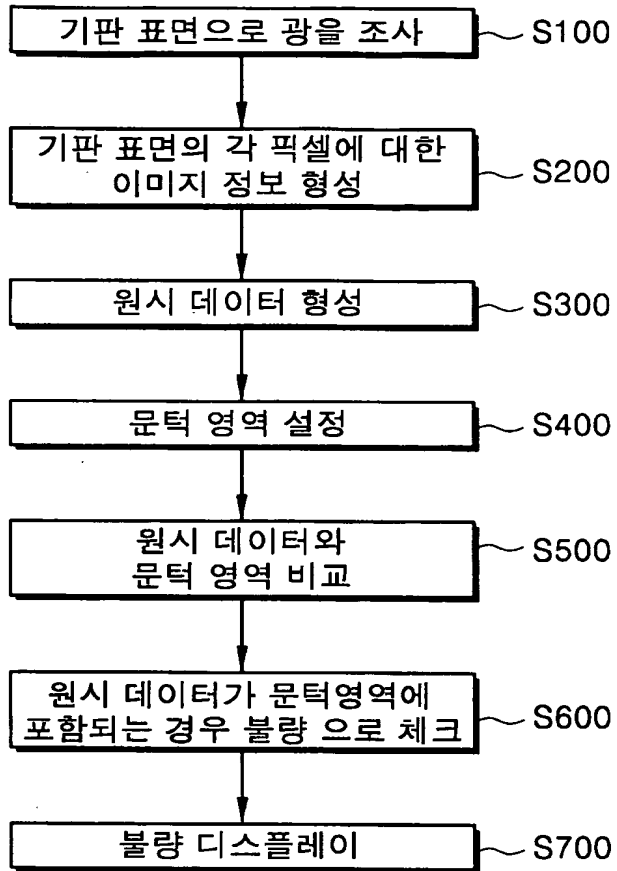 기판 표면으로 광을 조사 S100
기판 표면의 각 픽셀에 대한
이미지 정보 형성 S200
원시 데이터 형성 S300
문턱 영역 설정 S400
원시 데이터와
문턱 영역 비교 S500
원시 데이터가 문턱영역에
포함되는 경우 불량 으로 체크 S600
불량 디스플레이 S700